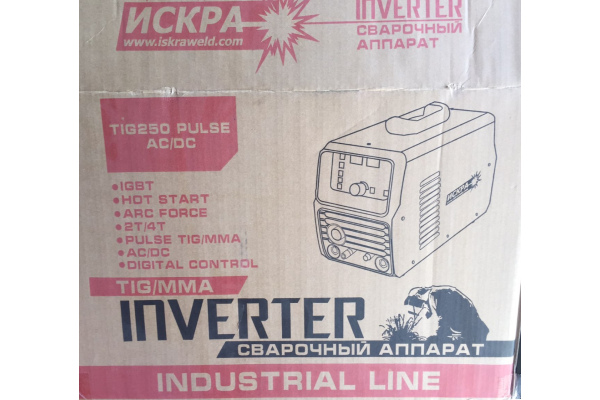 ИСКРА
www.iskraweld.com
INVERTER
СВАРОЧНЫЙ
АППАРАТ
TIG250 PULSE
AC/DC
•IGBT
•HOT START
•ARC FORCE
•2T/4T
•PULSE TIG/MMA
•AC/DC
•DIGITAL CONTROL
TIG/MMA
ИСКРА
INVERTER
СВАРОЧНЫЙ АППАРАТ
INDUSTRIAL LINE